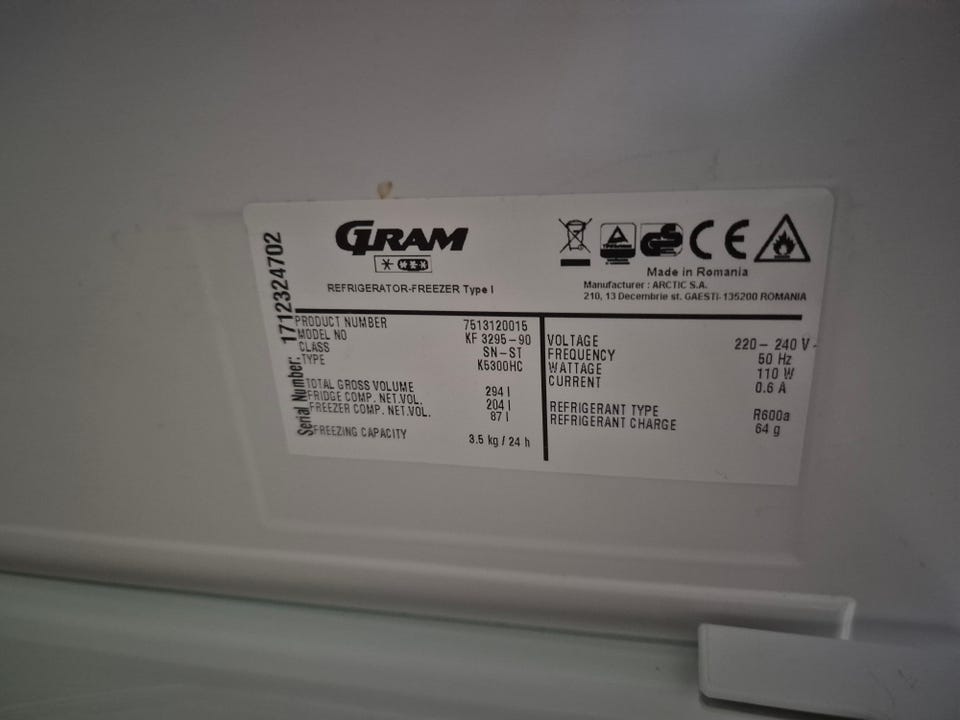 GRAM
REFRIGERATOR-FREEZER Type I
Made in Romania
Manufacturer : ARCTIC S.A.
210, 13 Decembrie st. GAESTI-135200 ROMANIA
Serial Number: 1712324702
PRODUCT NUMBER 7513120015
MODEL NO KF 3295-90
CLASS SN-ST
TYPE K5300HC
TOTAL GROSS VOLUME 294 l
FRIDGE COMP. NET.VOL. 204 l
FREEZER COMP. NET.VOL. 87 l
FREEZING CAPACITY 3.5 kg / 24 h
VOLTAGE 220- 240 V~
FREQUENCY 50 Hz
WATTAGE 110 W
CURRENT 0.6 A
REFRIGERANT TYPE R600a
REFRIGERANT CHARGE 64 g